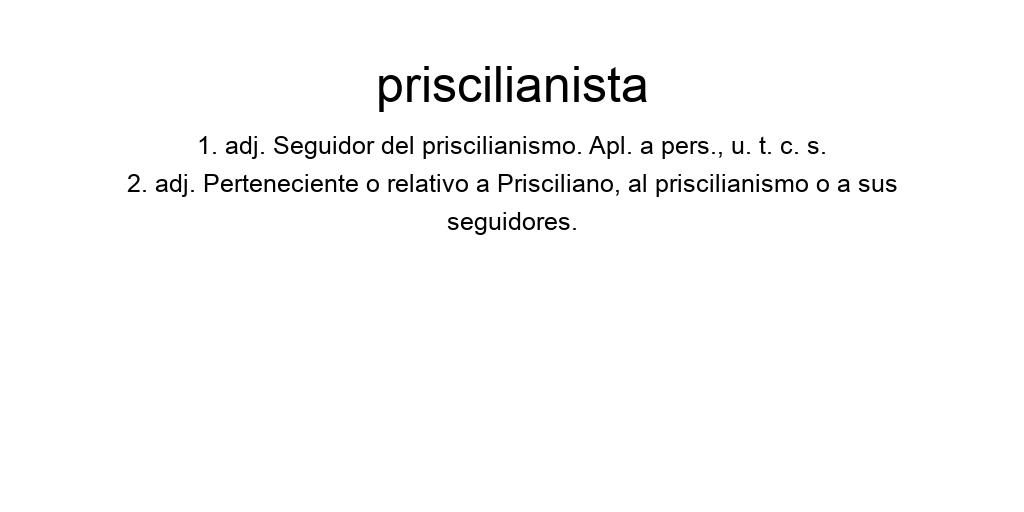 priscilianista
1. adj. Seguidor del priscilianismo. Apl. a pers., u. t. c. s.
2. adj. Perteneciente o relativo a Prisciliano, al priscilianismo o a sus
seguidores.